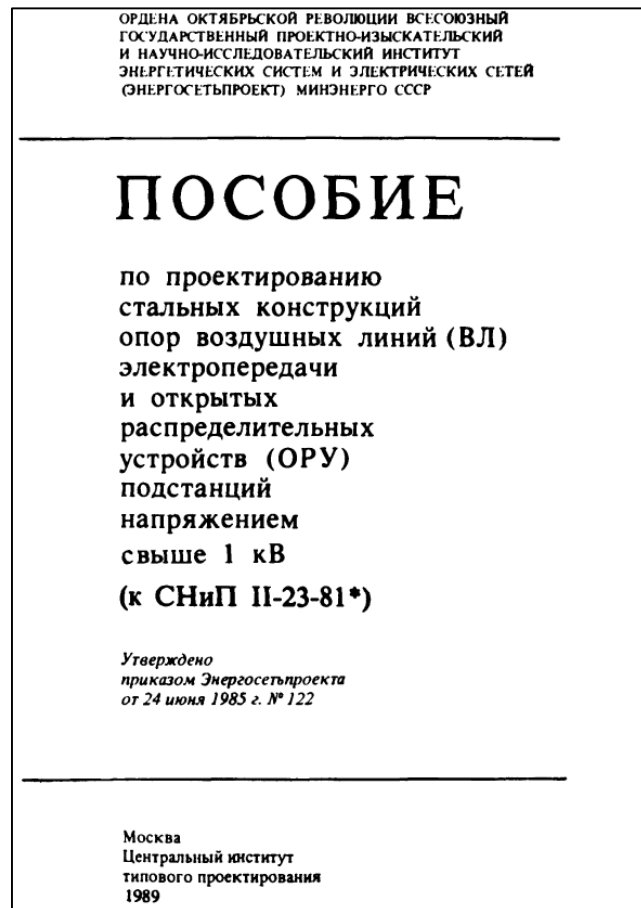 ОРДЕНА ОКТЯБРЬСКОЙ РЕВОЛЮЦИИ ВСЕСОЮЗНЫЙ
ГОСУДАРСТВЕННЫЙ ПРОЕКТНО-ИЗЫСКАТЕЛЬСКИЙ
И НАУЧНО-ИССЛЕДОВАТЕЛЬСКИЙ ИНСТИТУТ
ЭНЕРГЕТИЧЕСКИХ СИСТЕМ И ЭЛЕКТРИЧЕСКИХ СЕТЕЙ
(ЭНЕРГОСЕТЬПРОЕКТ) МИНЭНЕРГО СССР
ПОСОБИЕ
по проектированию
стальных конструкций
опор воздушных линий (ВЛ)
электропередачи
и открытых
распределительных
устройств (ОРУ)
подстанций
напряжением
свыше 1 кВ
(к СНиП II-23-81*)
Утверждено
приказом Энергосетьпроекта
от 24 июня 1985 г. № 122
Москва
Центральный институт
типового проектирования
1989